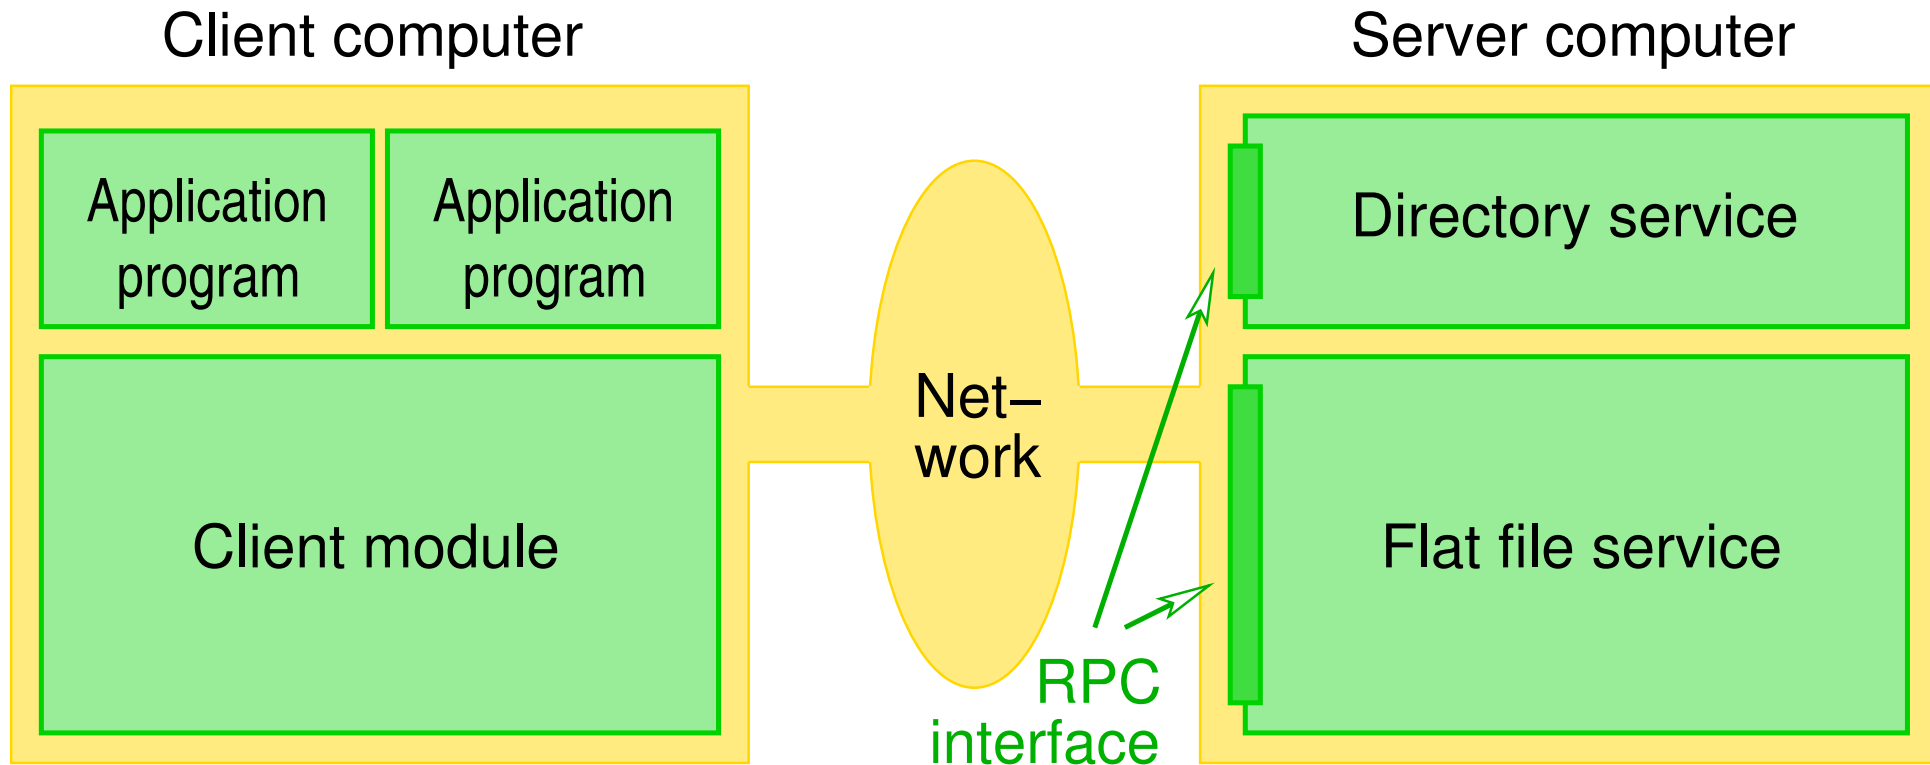 Client computer
Server computer
Application
program
Application
program
Client module
Net–
work
Directory service
Flat file service
RPC
interface